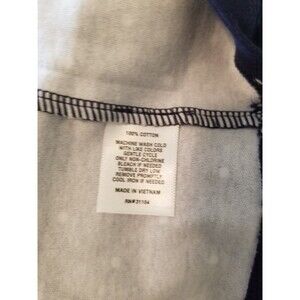 100% COTTON
MACHINE WASH COLD
WITH LIKE COLORS
GENTLE CYCLE
ONLY NON-CHLORINE
BLEACH IF NEEDED
TUMBLE DRY LOW
REMOVE PROMPTLY
COOL IRON IF NEEDED
MADE IN VIETNAM
RN#31104